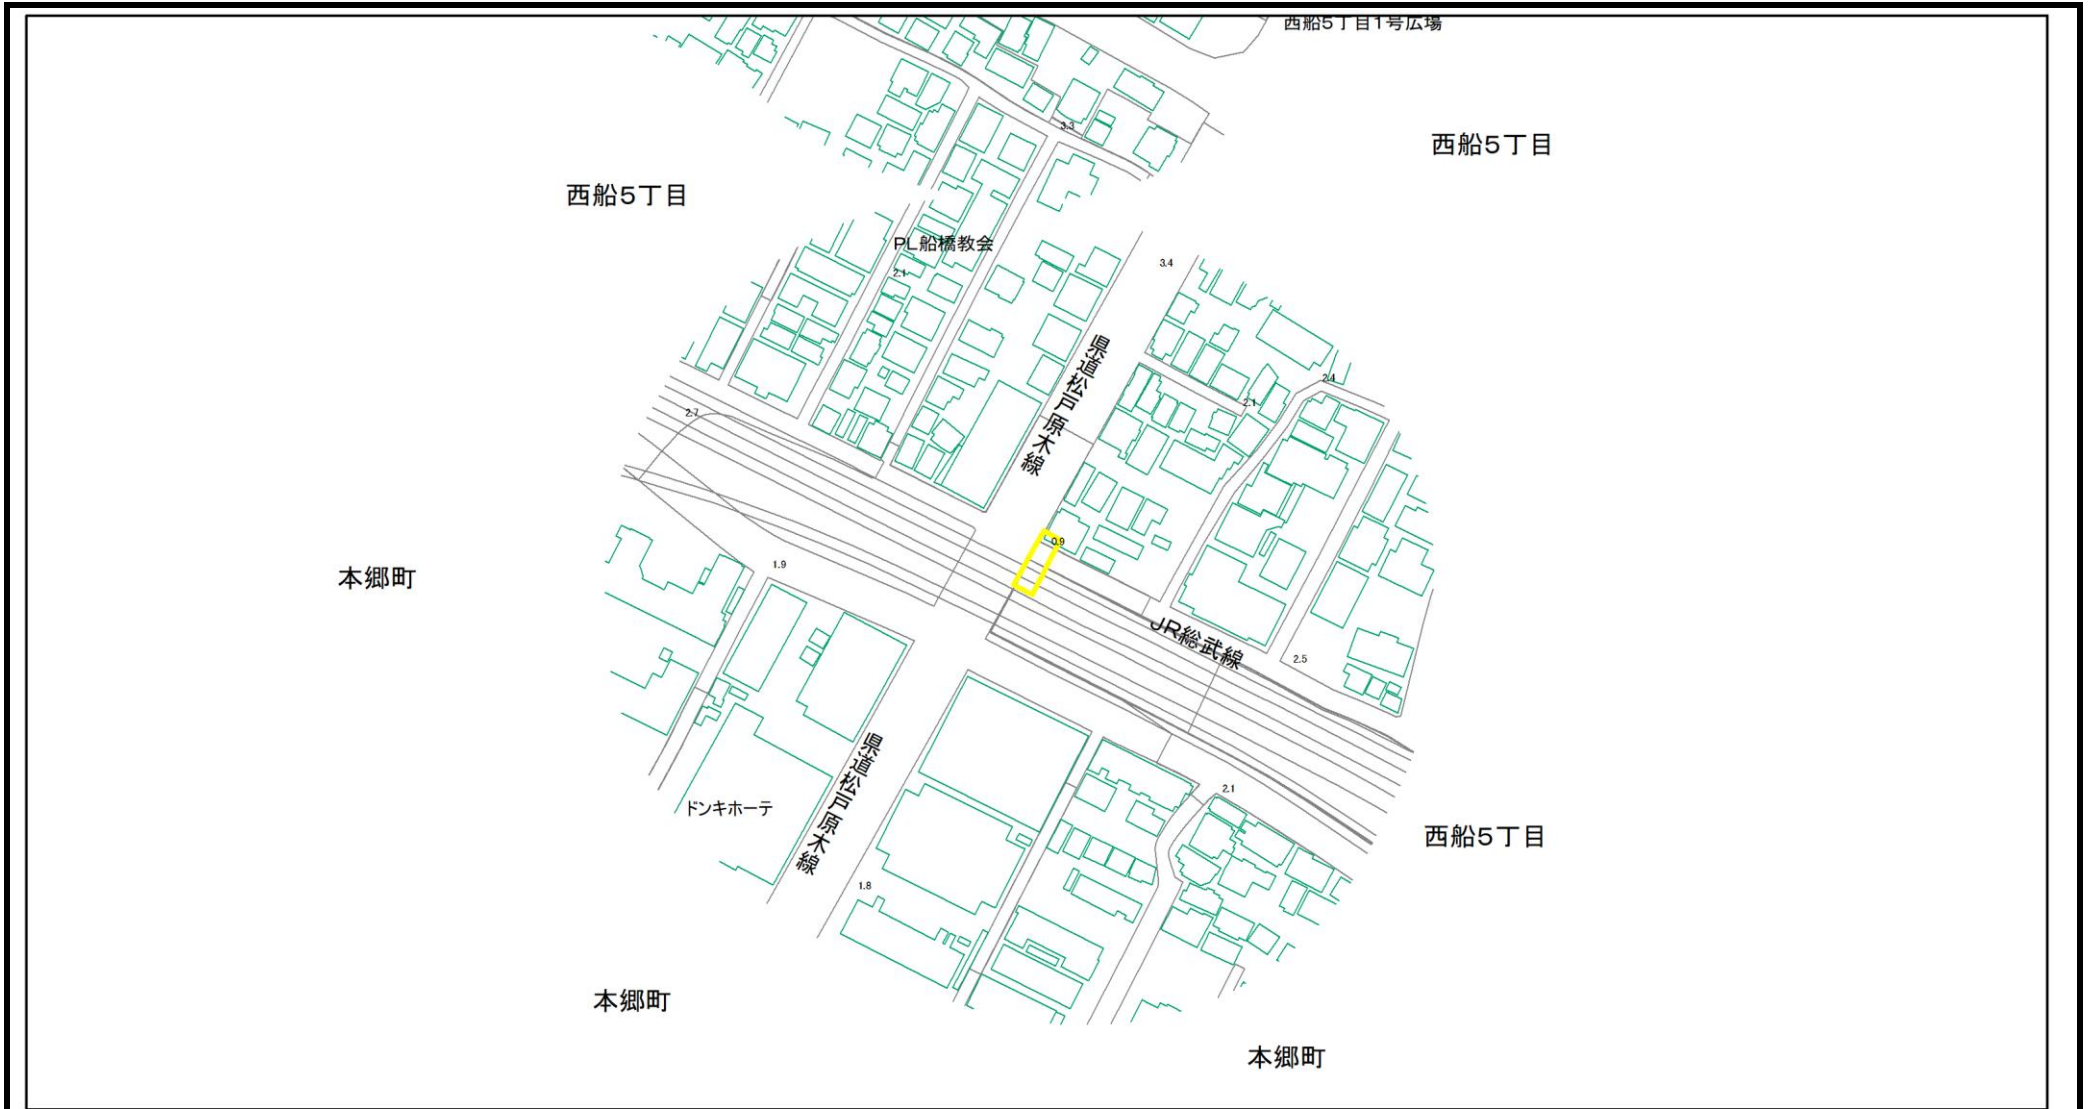 西船5丁目1号広場
西船5丁目
3.3
西船5丁目
PL船橋教会
3.4
2.1
県道松戸原木線
2.4
2.1
2.7
0.9
1.9
本郷町
JR総武線
2.5
県道松戸原木線
2.1
ドンキホーテ
西船5丁目
1.8
本郷町
本郷町